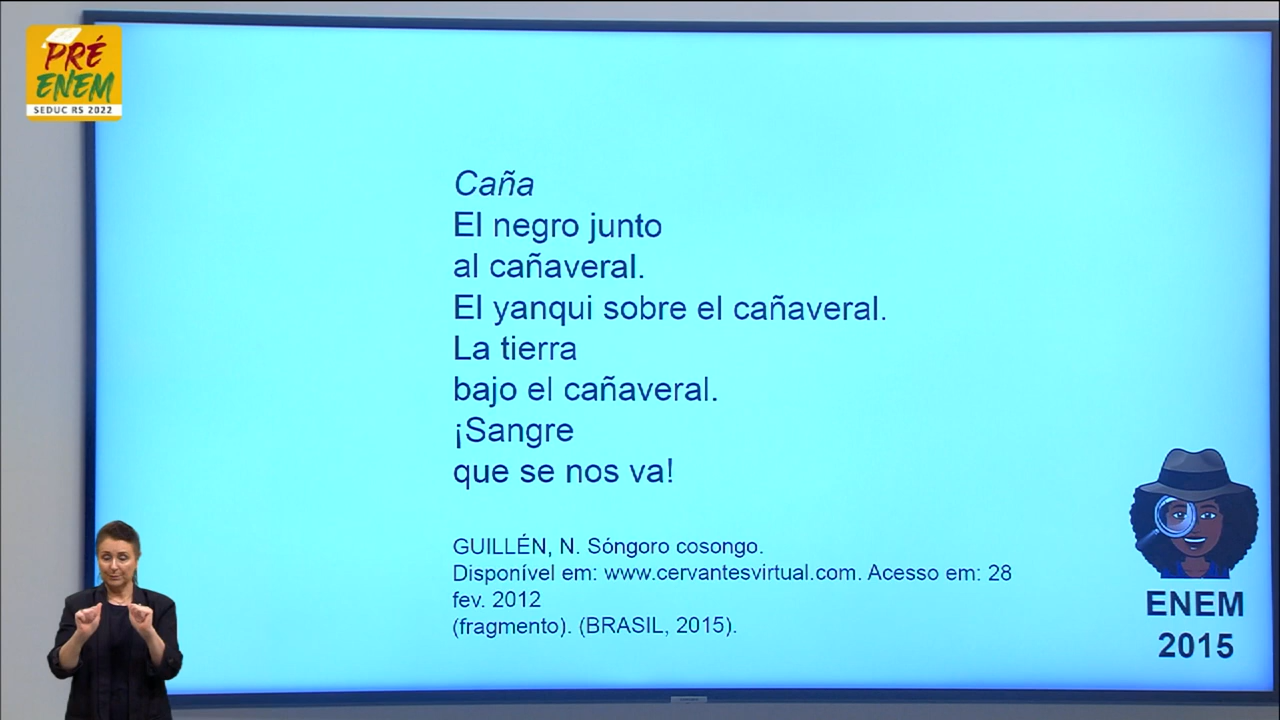 PRÉ
ENEM
SEDUC RS 2022
Caña
El negro junto
al cañaveral.
El yanqui sobre el cañaveral.
La tierra
bajo el cañaveral.
¡Sangre
que se nos va!
GUILLÉN, N. Sóngoro cosongo.
Disponível em: www.cervantesvirtual.com. Acesso em: 28
fev. 2012
(fragmento). (BRASIL, 2015).
ENEM
2015